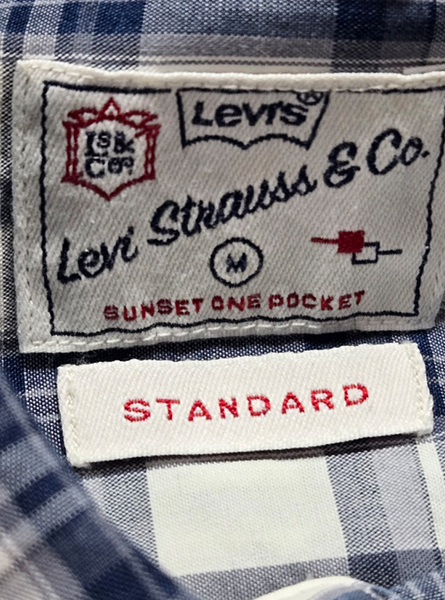 LS&
Co
Levi's®
Levi Strauss & Co.
M
SUNSET ONE POCKET
STANDARD